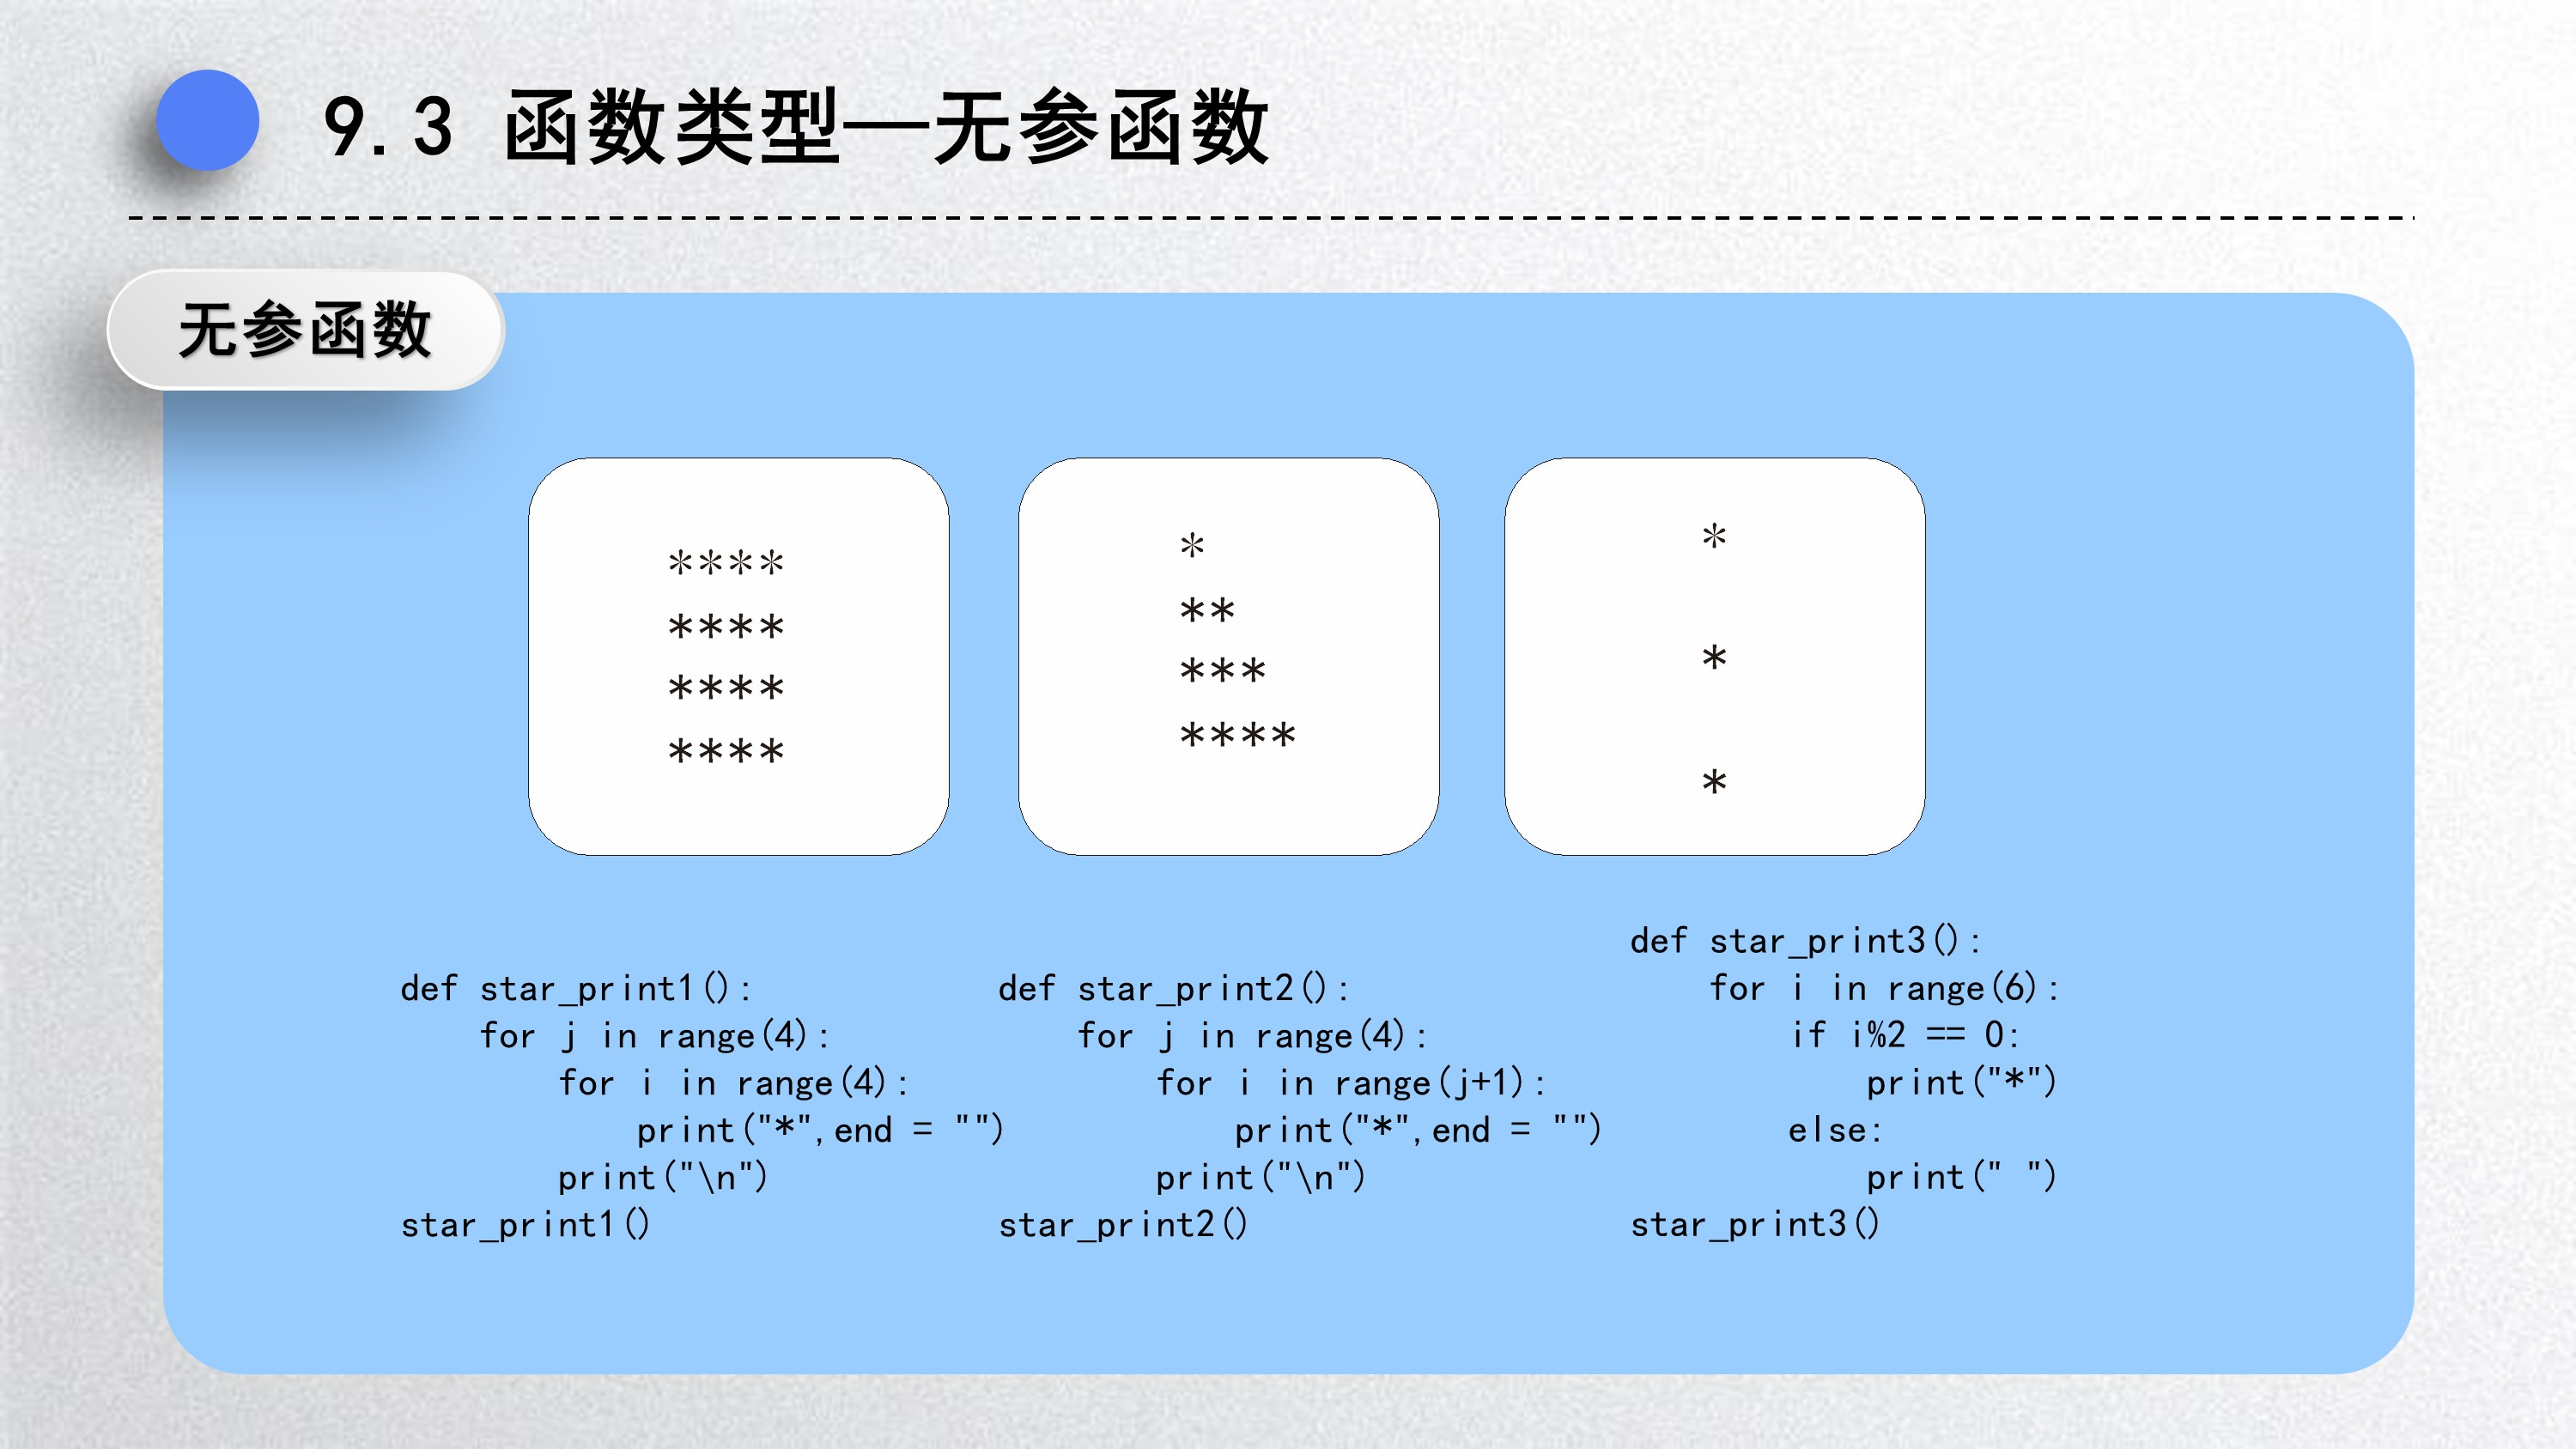 9.3 函数类型—无参函数
无参函数
****
****
****
****
*
**
***
****
*
*
*
def star_print1():
    for j in range(4):
        for i in range(4):
            print("*",end = "")
        print("\n")
star_print1()
def star_print2():
    for j in range(4):
        for i in range(j+1):
            print("*",end = "")
        print("\n")
star_print2()
def star_print3():
    for i in range(6):
        if i%2 == 0:
            print("*")
        else:
            print(" ")
star_print3()